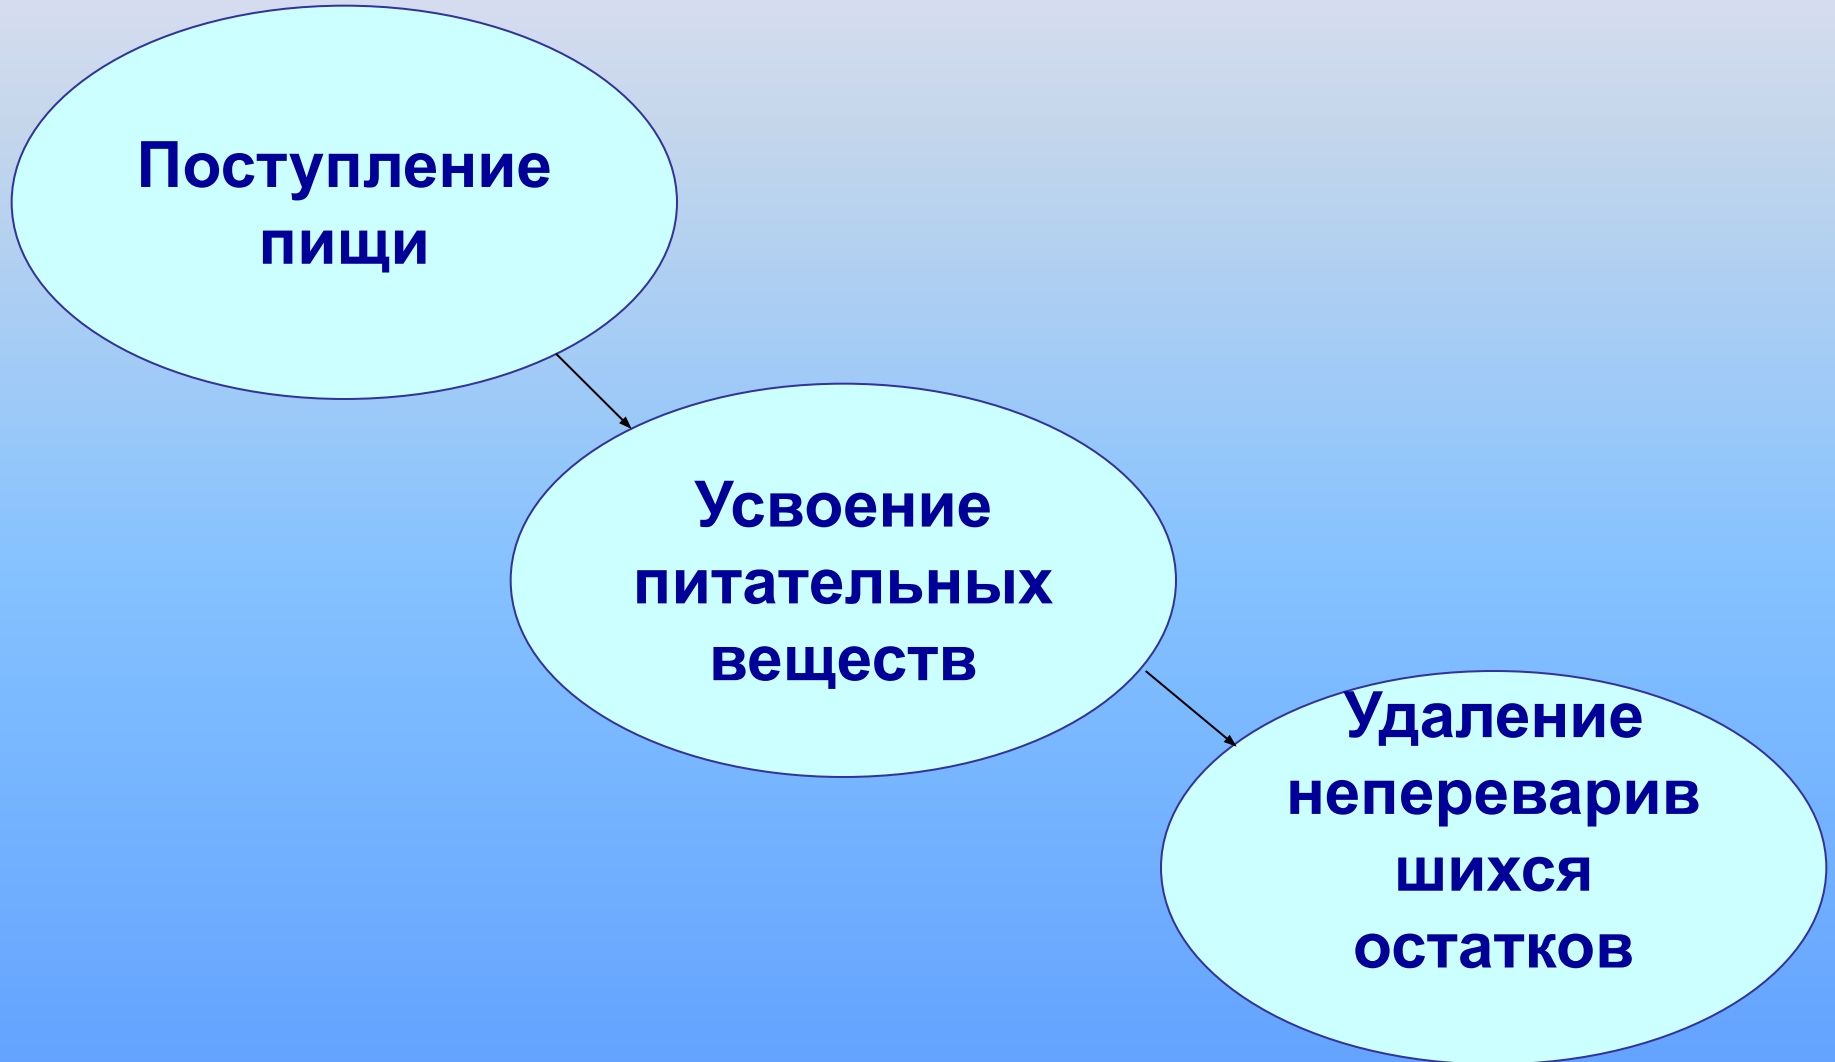 Поступление
пищи
Усвоение
питательных
веществ
Удаление
непереварив
шихся
остатков